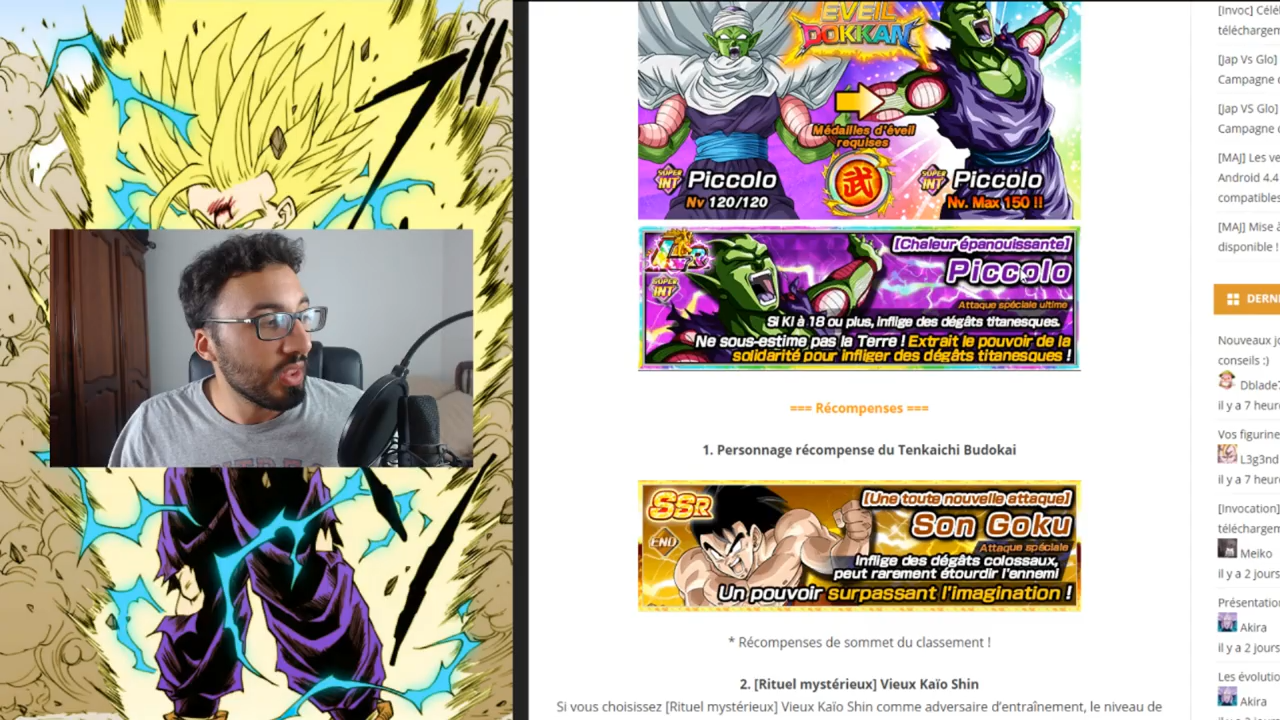 ÉVEIL
DOKKAN
Médailles d'éveil
requises
SUPER
INT
Piccolo
Nv 120/120
SUPER
INT
Piccolo
Nv. Max 150 !!
[Chaleur épanouissante]
Piccolo
SUPER
INT
Attaque spéciale ultime
Si Ki à 18 ou plus, inflige des dégâts titanesques.
Ne sous-estime pas la Terre ! Extrait le pouvoir de la
solidarité pour infliger des dégâts titanesques !
=== Récompenses ===
1. Personnage récompense du Tenkaichi Budokai
SSR
[Une toute nouvelle attaque]
Son Goku
END
Attaque spéciale
Inflige des dégâts colossaux,
peut rarement étourdir l'ennemi
Un pouvoir surpassant l'imagination !
* Récompenses de sommet du classement !
2. [Rituel mystérieux] Vieux Kaïo Shin
Si vous choisissez [Rituel mystérieux] Vieux Kaïo Shin comme adversaire d'entraînement, le niveau de
[Invoc] Célé
téléchargem
[Jap Vs Glo]
Campagne d
[Jap VS Glo]
Campagne d
[MAJ] Les ve
Android 4.4
compatibles
[MAJ] Mise à
disponible !
DERNI
Nouveaux jo
conseils ;)
Dblade7
il y a 7 heure
Vos figurine
L3g3nd
il y a 7 heure
[Invocation]
téléchargem
Meiko
il y a 2 jours
Présentatio
Akira
il y a 2 jours
Les évolutio
Akira